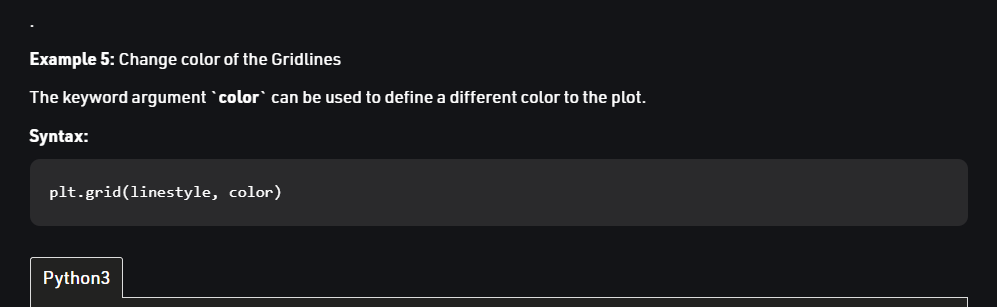 .
Example 5: Change color of the Gridlines
The keyword argument `color` can be used to define a different color to the plot.
Syntax:
plt.grid(linestyle, color)
Python3